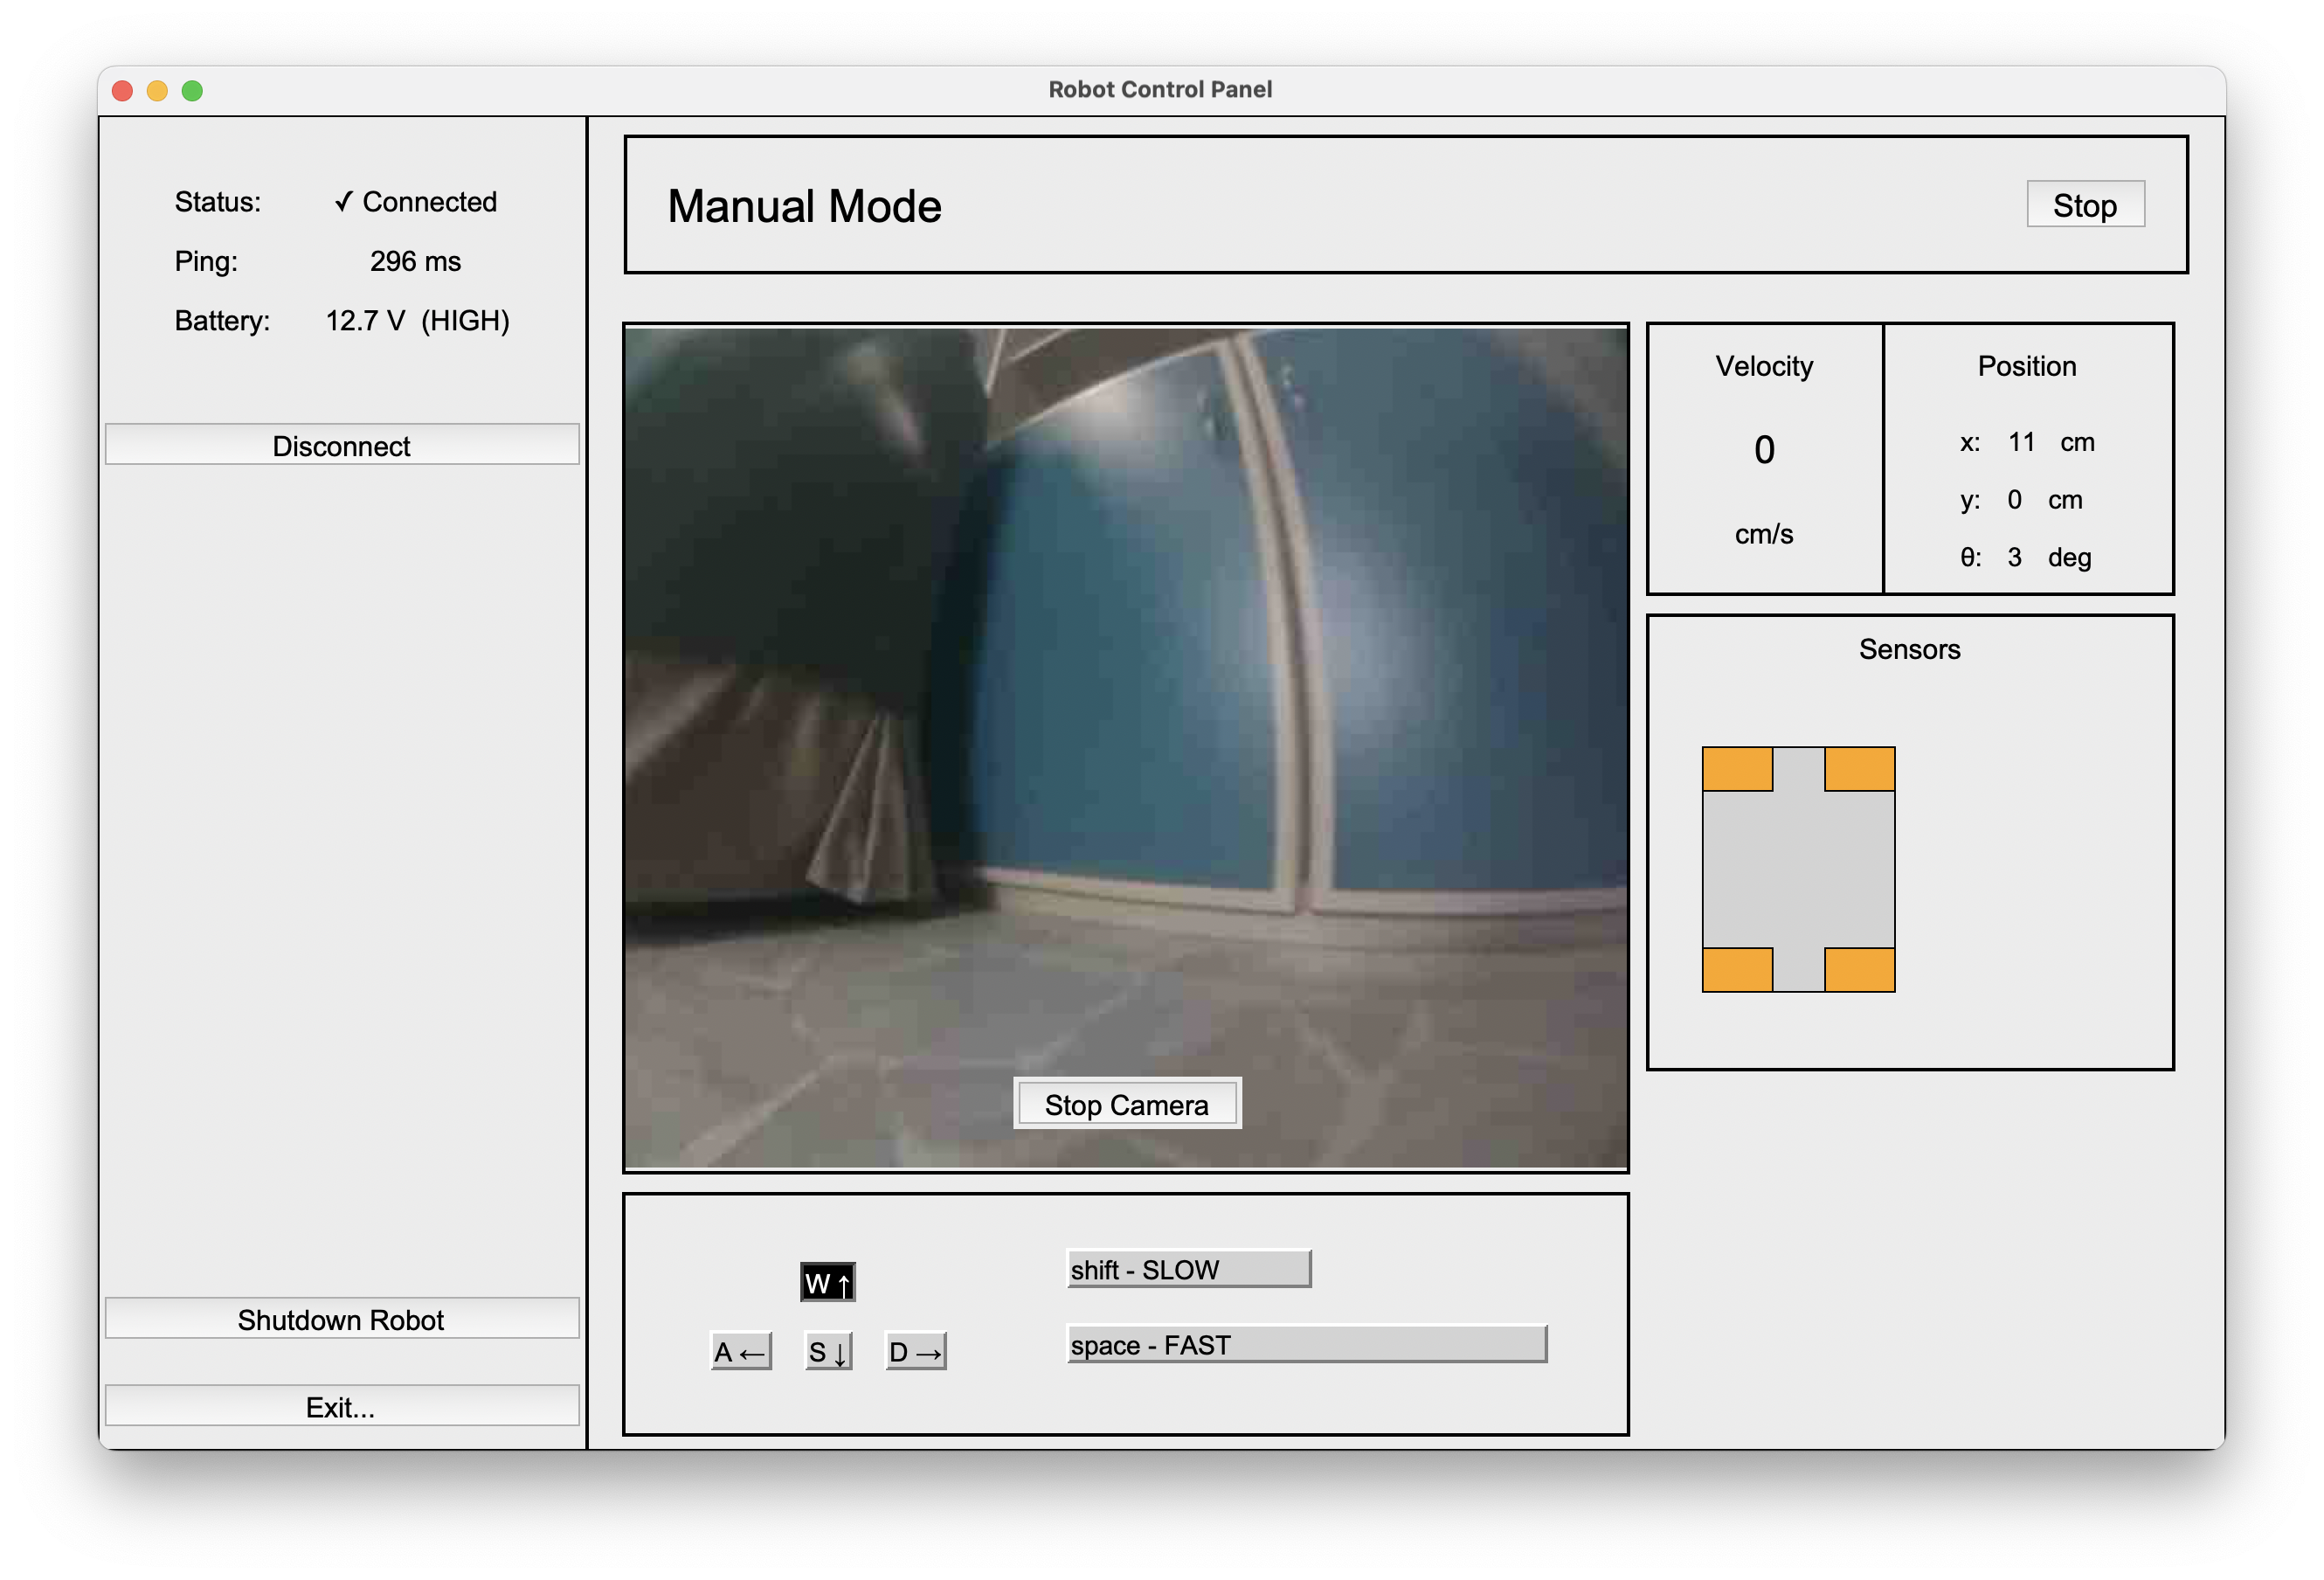 Robot Control Panel
Status: ✓ Connected
Ping: 296 ms
Battery: 12.7 V (HIGH)
Disconnect
Shutdown Robot
Exit...
Manual Mode
Stop
Stop Camera
Velocity
0
cm/s
Position
x: 11 cm
y: 0 cm
θ: 3 deg
Sensors
W ↑
A ← S ↓ D →
shift - SLOW
space - FAST